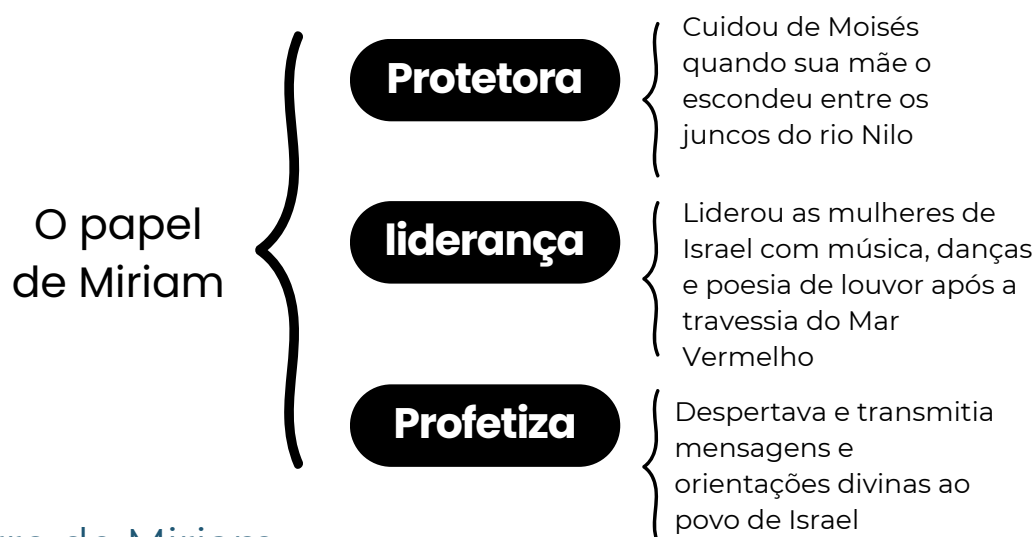 O papel
de Miriam
Protetora
Cuidou de Moisés
quando sua mãe o
escondeu entre os
juncos do rio Nilo
liderança
Liderou as mulheres de
Israel com música, danças
e poesia de louvor após a
travessia do Mar
Vermelho
Profetiza
Despertava e transmitia
mensagens e
orientações divinas ao
povo de Israel
de Miriam